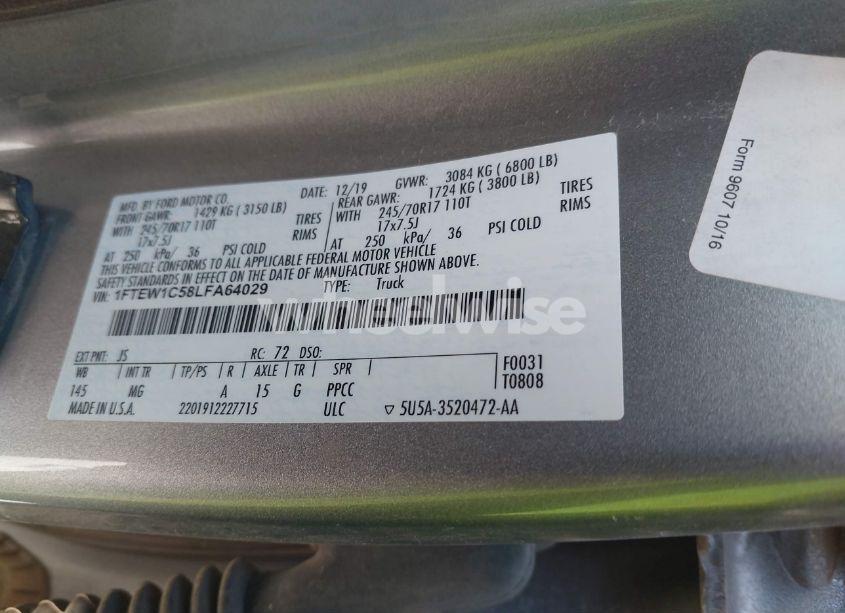 MFD. BY FORD MOTOR CO.
DATE: 12/19 GVWR: 3084 KG ( 6800 LB)
FRONT GAWR: 1429 KG ( 3150 LB) REAR GAWR: 1724 KG ( 3800 LB)
WITH 245/70R17 110T TIRES WITH 245/70R17 110T TIRES
17x7.5J RIMS 17x7.5J RIMS
AT 250 kPa/ 36 PSI COLD AT 250 kPa/ 36 PSI COLD
THIS VEHICLE CONFORMS TO ALL APPLICABLE FEDERAL MOTOR VEHICLE
SAFETY STANDARDS IN EFFECT ON THE DATE OF MANUFACTURE SHOWN ABOVE.
VIN: 1FTEW1C58LFA64029 TYPE: Truck
wheelwise
EXT PNT: JS RC: 72 DSO:
WB INT TR TP/PS R AXLE TR SPR F0031
145 MG A 15 G PPCC T0808
MADE IN U.S.A. 2201912227715 ULC ▽ 5U5A-3520472-AA
Form 9607 10/16